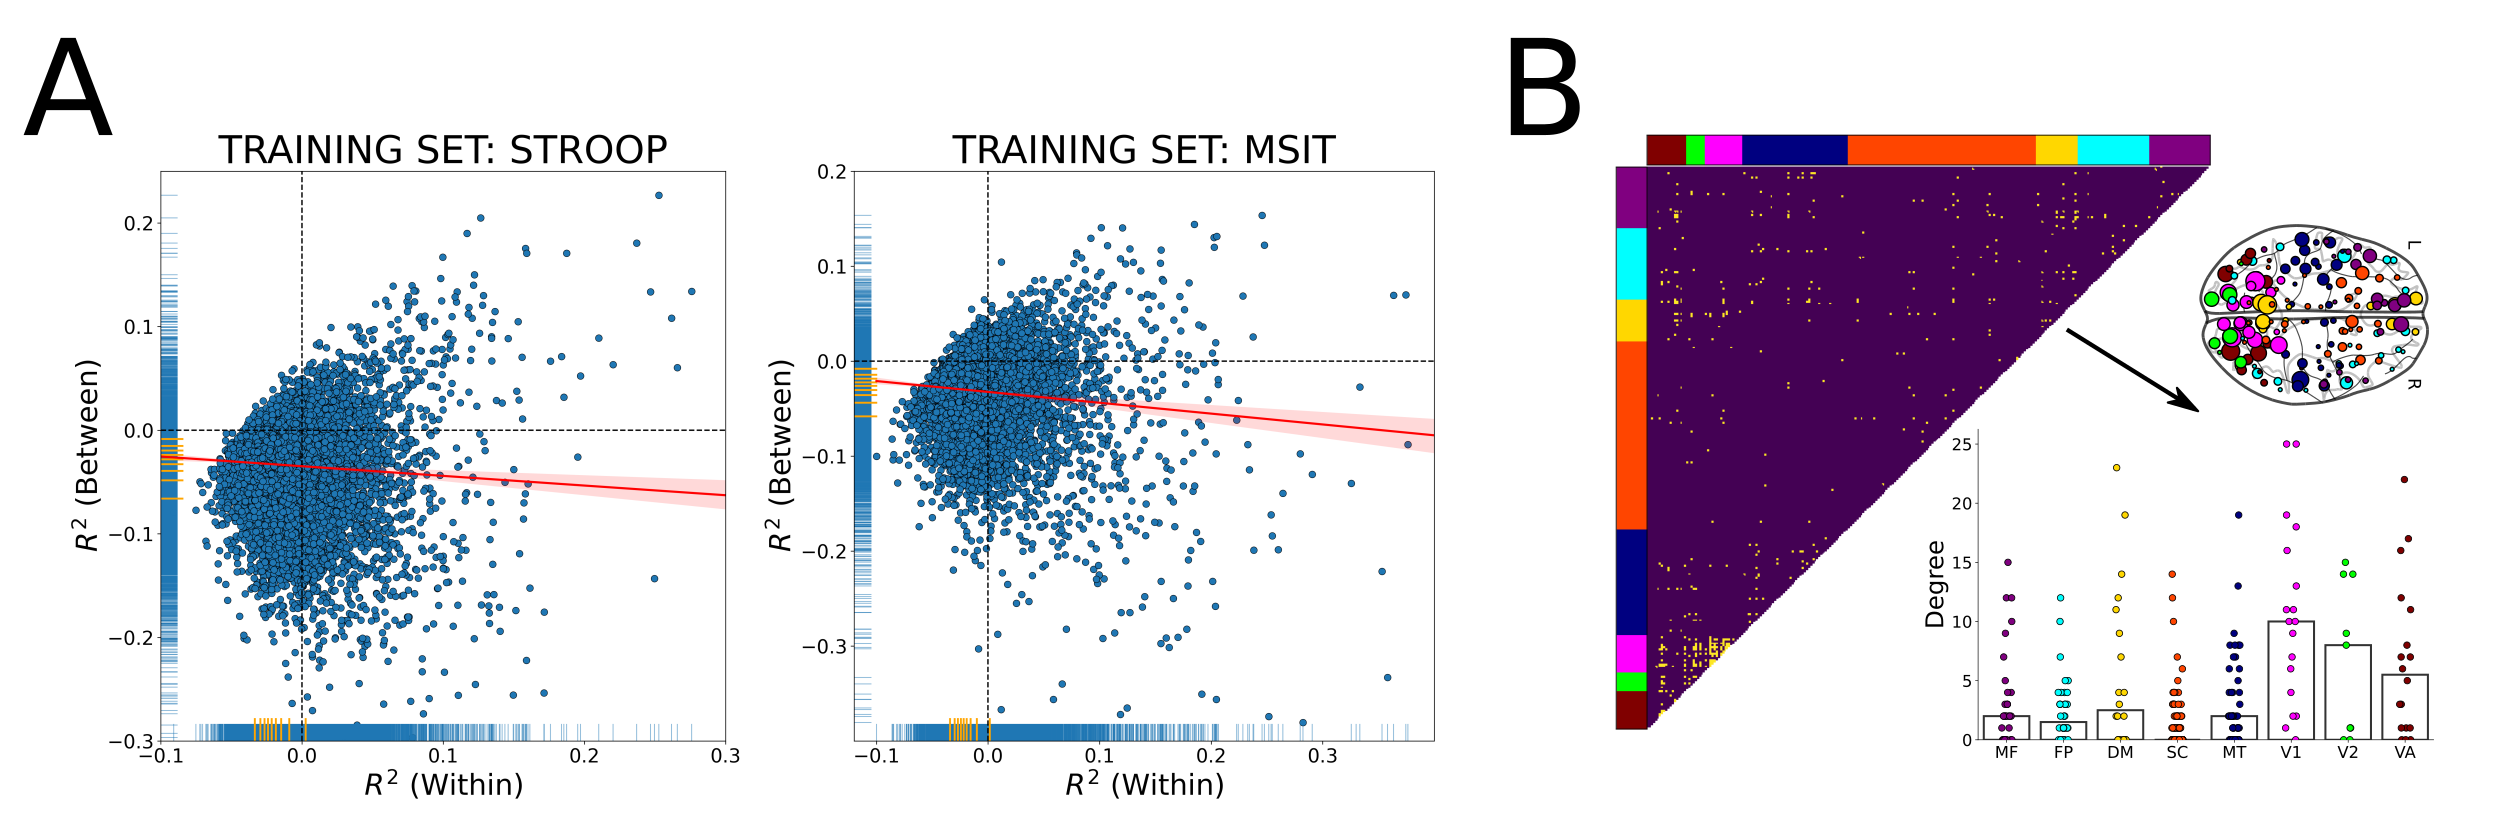 A
B
TRAINING SET: STROOP
TRAINING SET: MSIT
0.2
0.1
0.0
−0.1
−0.2
−0.3
R² (Between)
−0.1 0.0 0.1 0.2 0.3
R² (Within)
0.2
0.1
0.0
−0.1
−0.2
−0.3
R² (Between)
−0.1 0.0 0.1 0.2 0.3
R² (Within)
L
R
25
20
15
10
5
0
Degree
MF FP DM SC MT V1 V2 VA